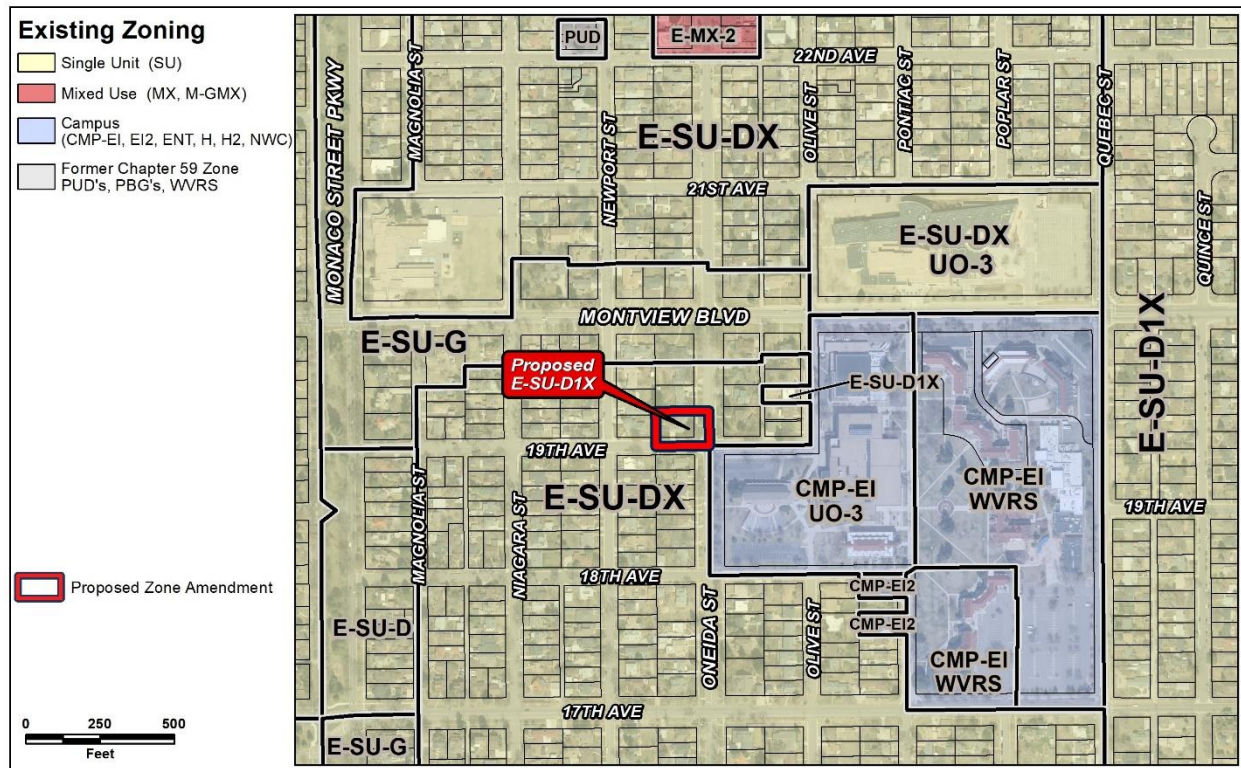 Existing Zoning
Single Unit (SU)
Mixed Use (MX, M-GMX)
Campus
(CMP-EI, EI2, ENT, H, H2, NWC)
Former Chapter 59 Zone
PUD's, PBG's, WVRS
Proposed Zone Amendment
0 250 500
Feet
MONACO STREET PKWY
MAGNOLIA ST
PUD
E-MX-2
22ND AVE
NEWPORT ST
E-SU-DX
OLIVE ST
PONTIAC ST
POPLAR ST
QUEBEC ST
QUINCE ST
21ST AVE
E-SU-DX
UO-3
MONTVIEW BLVD
E-SU-G
Proposed
E-SU-D1X
E-SU-D1X
E-SU-D1X
19TH AVE
MAGNOLIA ST
NIAGARA ST
E-SU-DX
CMP-EI
UO-3
CMP-EI
WVRS
19TH AVE
18TH AVE
CMP-EI2
CMP-EI2
E-SU-D
ONEIDA ST
OLIVE ST
CMP-EI
WVRS
17TH AVE
E-SU-G